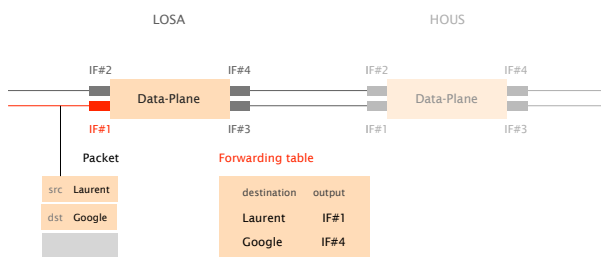 LOSA HOUS
IF#2 IF#4 IF#2 IF#4
Data-Plane Data-Plane
IF#1 IF#3 IF#1 IF#3
Packet Forwarding table
src Laurent
dst Google
destination output
Laurent IF#1
Google IF#4